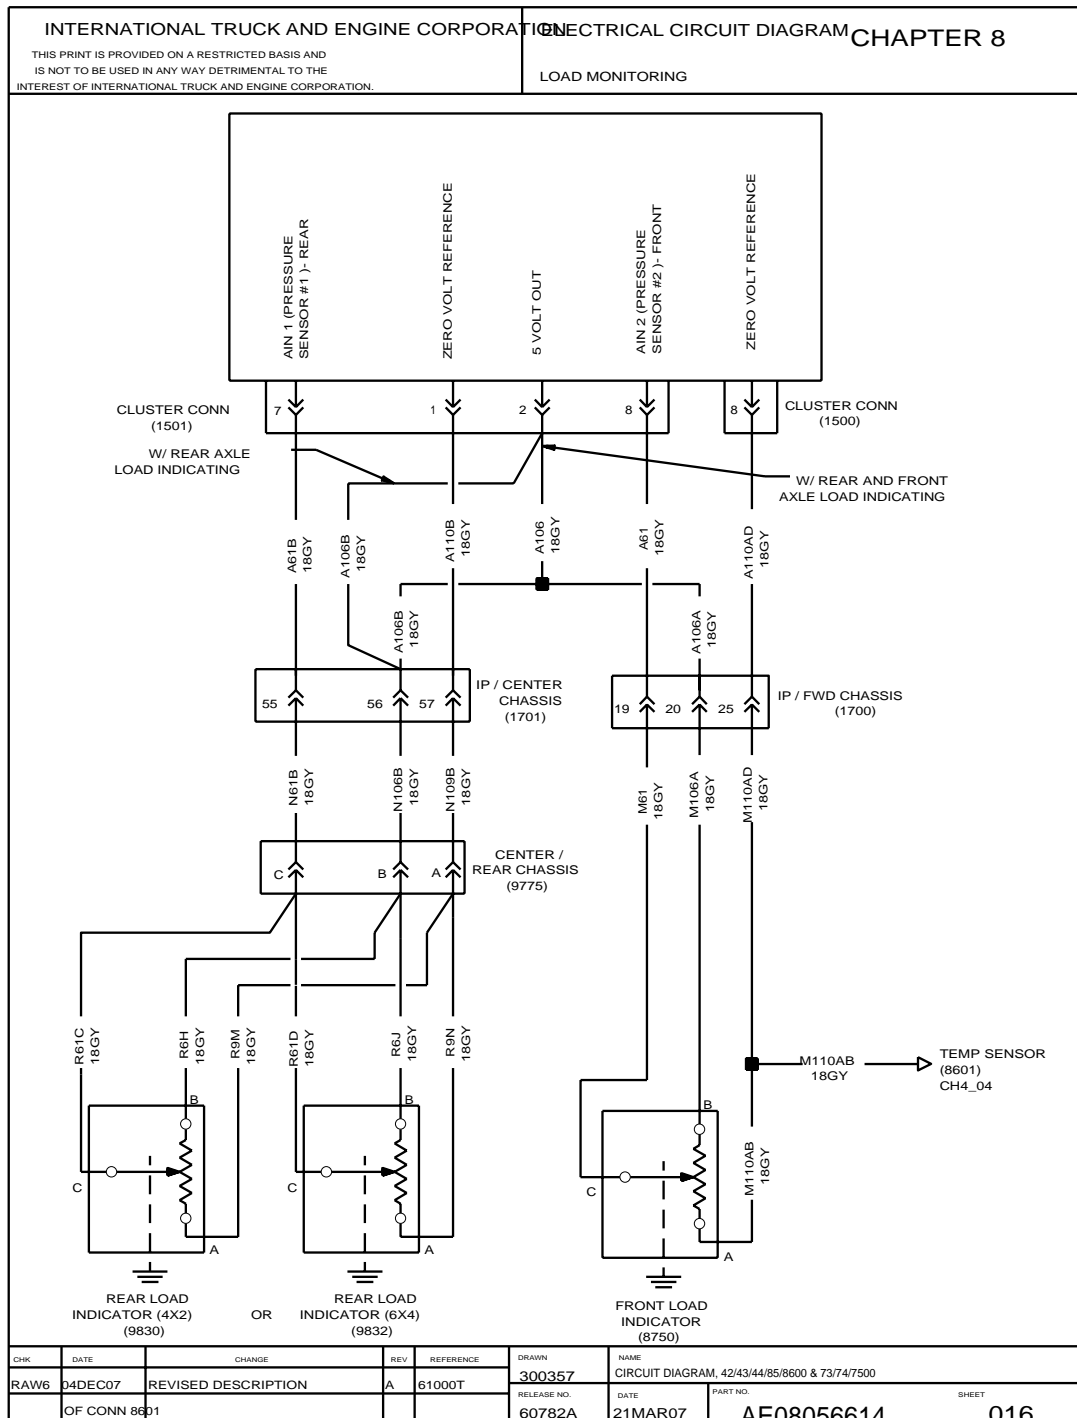 INTERNATIONAL TRUCK AND ENGINE CORPORATION
THIS PRINT IS PROVIDED ON A RESTRICTED BASIS AND
IS NOT TO BE USED IN ANY WAY DETRIMENTAL TO THE
INTEREST OF INTERNATIONAL TRUCK AND ENGINE CORPORATION.
ELECTRICAL CIRCUIT DIAGRAM
CHAPTER 8
LOAD MONITORING
AIN 1 (PRESSURE
SENSOR #1 )- REAR
ZERO VOLT REFERENCE
5 VOLT OUT
AIN 2 (PRESSURE
SENSOR #2 )- FRONT
ZERO VOLT REFERENCE
CLUSTER CONN
(1501)
7
1
2
8
8
CLUSTER CONN
(1500)
W/ REAR AXLE
LOAD INDICATING
W/ REAR AND FRONT
AXLE LOAD INDICATING
A61B
18GY
A106B
18GY
A110B
18GY
A106
18GY
A61
18GY
A110AD
18GY
A106B
18GY
A106A
18GY
55
56
57
IP / CENTER
CHASSIS
(1701)
19
20
25
IP / FWD CHASSIS
(1700)
N61B
18GY
N106B
18GY
N109B
18GY
M61
18GY
M106A
18GY
M110AD
18GY
C
B
A
CENTER /
REAR CHASSIS
(9775)
R61C
18GY
R6H
18GY
R9M
18GY
R61D
18GY
R6J
18GY
R9N
18GY
M110AB
18GY
TEMP SENSOR
(8601)
CH4_04
M110AB
18GY
B
C
A
B
C
A
B
C
A
REAR LOAD
INDICATOR (4X2)
(9830)
OR
REAR LOAD
INDICATOR (6X4)
(9832)
FRONT LOAD
INDICATOR
(8750)
CHK DATE CHANGE REV REFERENCE
RAW6 04DEC07 REVISED DESCRIPTION A 61000T
OF CONN 8601
DRAWN
300357
NAME
CIRCUIT DIAGRAM, 42/43/44/85/8600 & 73/74/7500
RELEASE NO.
60782A
DATE
21MAR07
PART NO.
AE08056614
SHEET
016